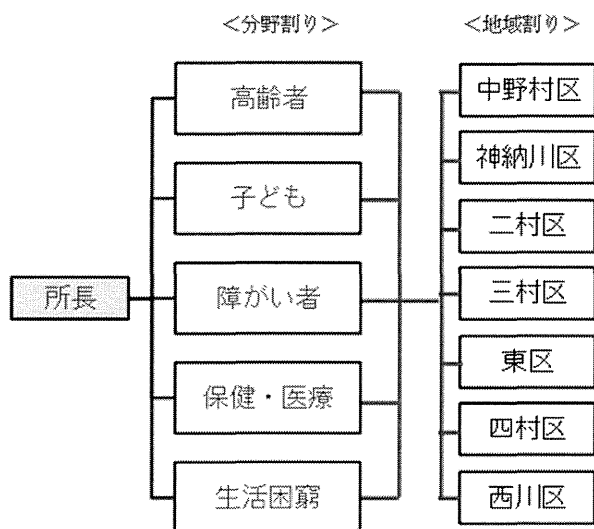 ＜分野割り＞
＜地域割り＞
所長
高齢者
子ども
障がい者
保健・医療
生活困窮
中野村区
神納川区
二村区
三村区
東区
四村区
西川区